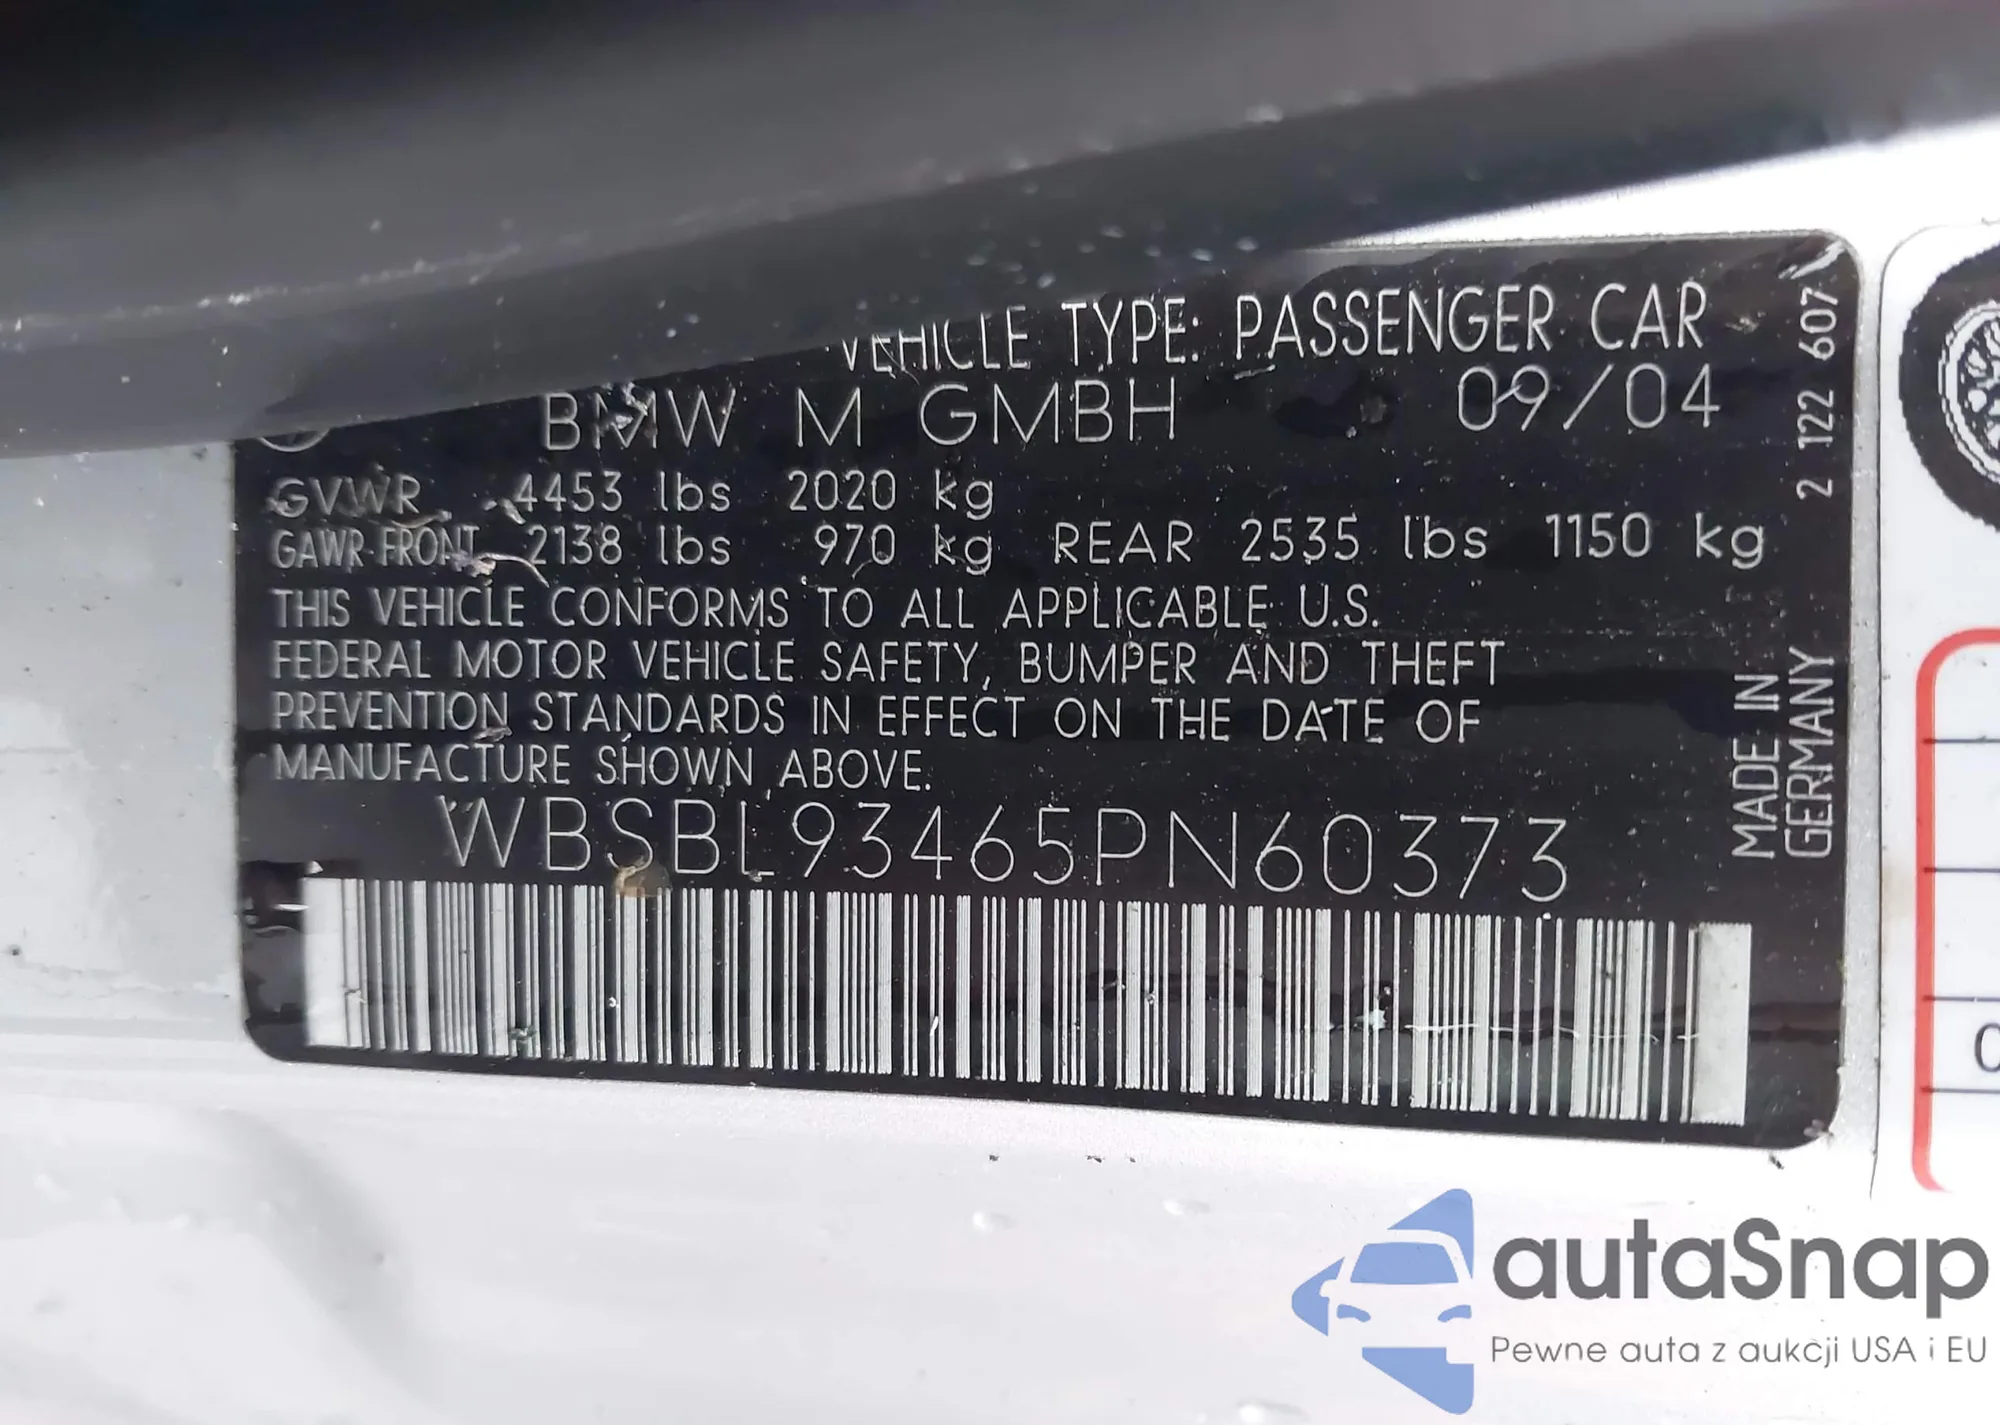 VEHICLE TYPE: PASSENGER CAR
BMW M GMBH 09/04
GVWR 4453 lbs 2020 kg
GAWR FRONT 2138 lbs 970 kg REAR 2535 lbs 1150 kg
THIS VEHICLE CONFORMS TO ALL APPLICABLE U.S.
FEDERAL MOTOR VEHICLE SAFETY, BUMPER AND THEFT
PREVENTION STANDARDS IN EFFECT ON THE DATE OF
MANUFACTURE SHOWN ABOVE.
WBSBL93465PN60373
2 122 607
MADE IN
GERMANY
0
autaSnap
Pewne auta z aukcji USA i EU